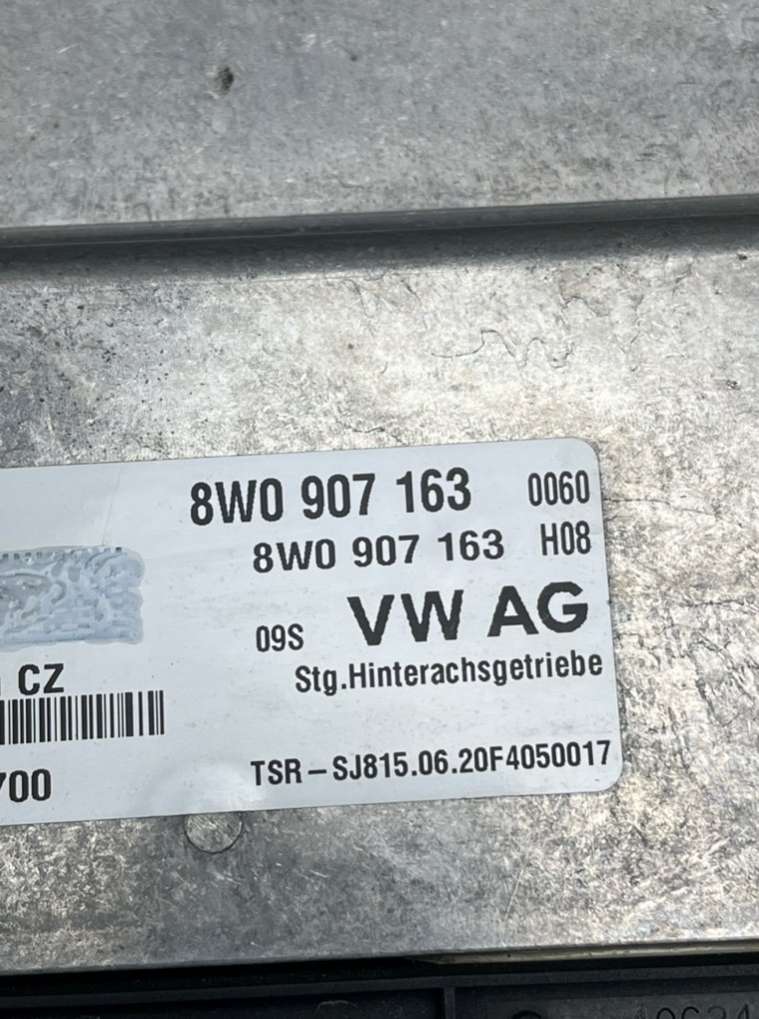 8W0 907 163 0060
8W0 907 163 H08
09S VW AG
CZ Stg.Hinterachsgetriebe
700 TSR-SJ815.06.20F4050017